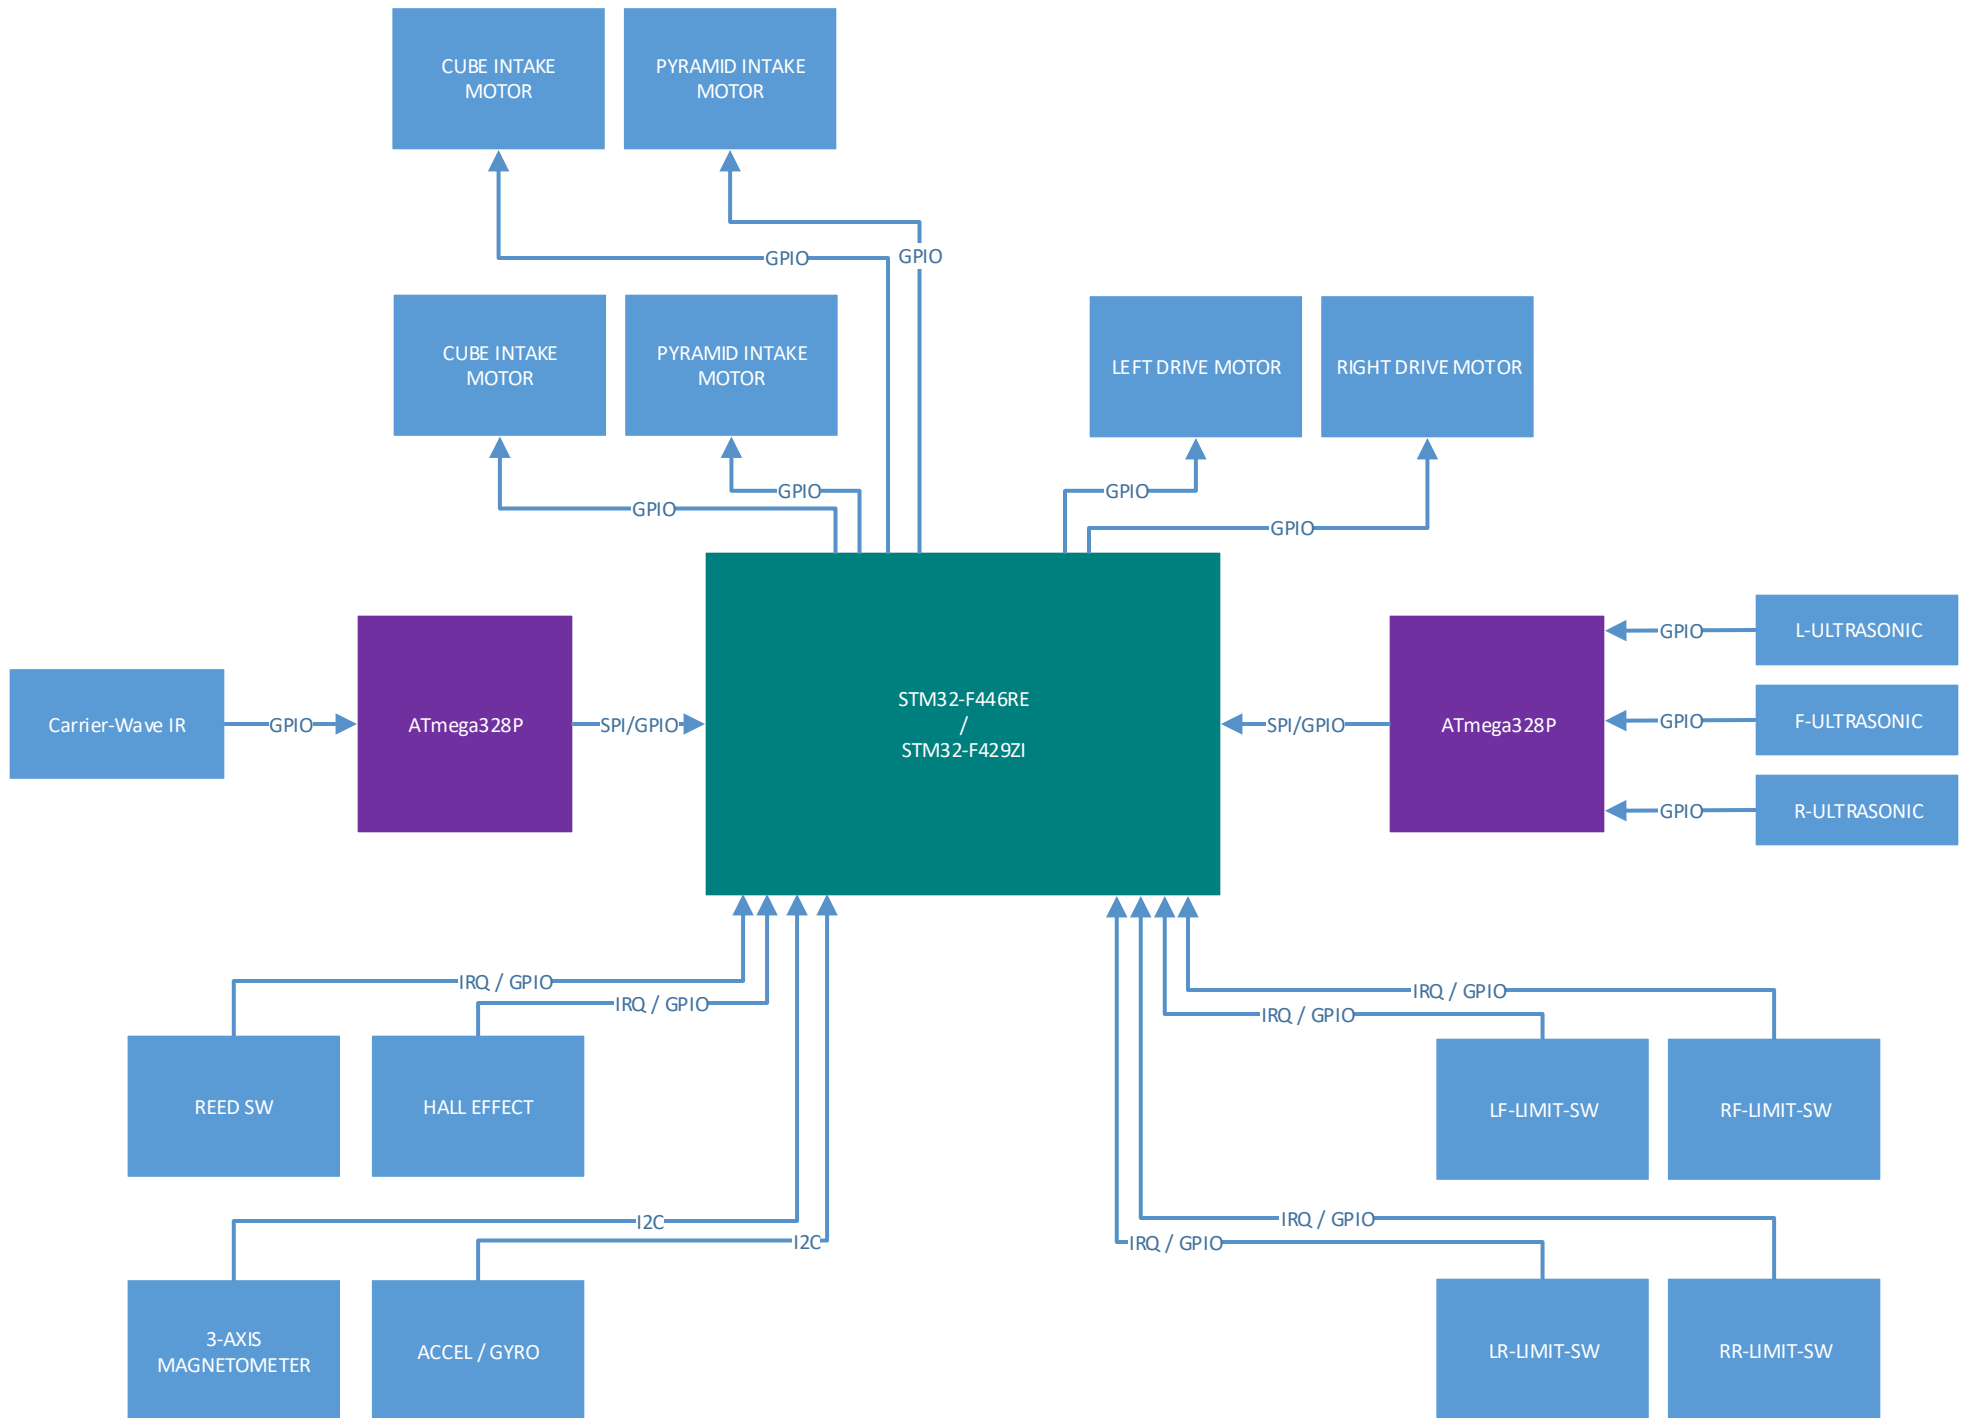 CUBE INTAKE
MOTOR
PYRAMID INTAKE
MOTOR
GPIO
GPIO
CUBE INTAKE
MOTOR
PYRAMID INTAKE
MOTOR
LEFT DRIVE MOTOR
RIGHT DRIVE MOTOR
GPIO
GPIO
GPIO
GPIO
Carrier-Wave IR
GPIO
ATmega328P
SPI/GPIO
STM32-F446RE
/
STM32-F429ZI
SPI/GPIO
ATmega328P
GPIO
L-ULTRASONIC
GPIO
F-ULTRASONIC
GPIO
R-ULTRASONIC
IRQ / GPIO
IRQ / GPIO
IRQ / GPIO
IRQ / GPIO
REED SW
HALL EFFECT
LF-LIMIT-SW
RF-LIMIT-SW
I2C
I2C
IRQ / GPIO
IRQ / GPIO
3-AXIS
MAGNETOMETER
ACCEL / GYRO
LR-LIMIT-SW
RR-LIMIT-SW